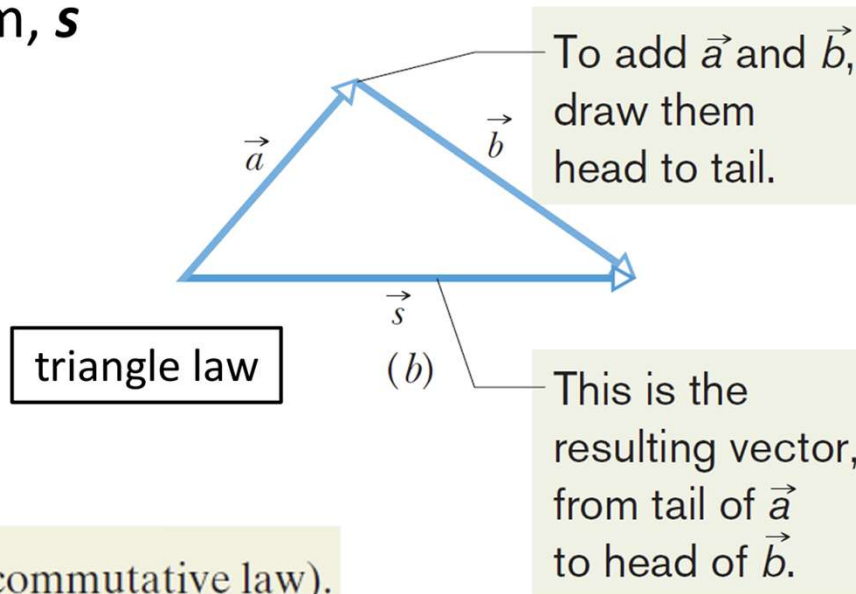 m, s
To add a⃗ and b⃗,
draw them
head to tail.
a⃗
b⃗
s⃗
triangle law
(b)
This is the
resulting vector,
from tail of a⃗
to head of b⃗.
commutative law).